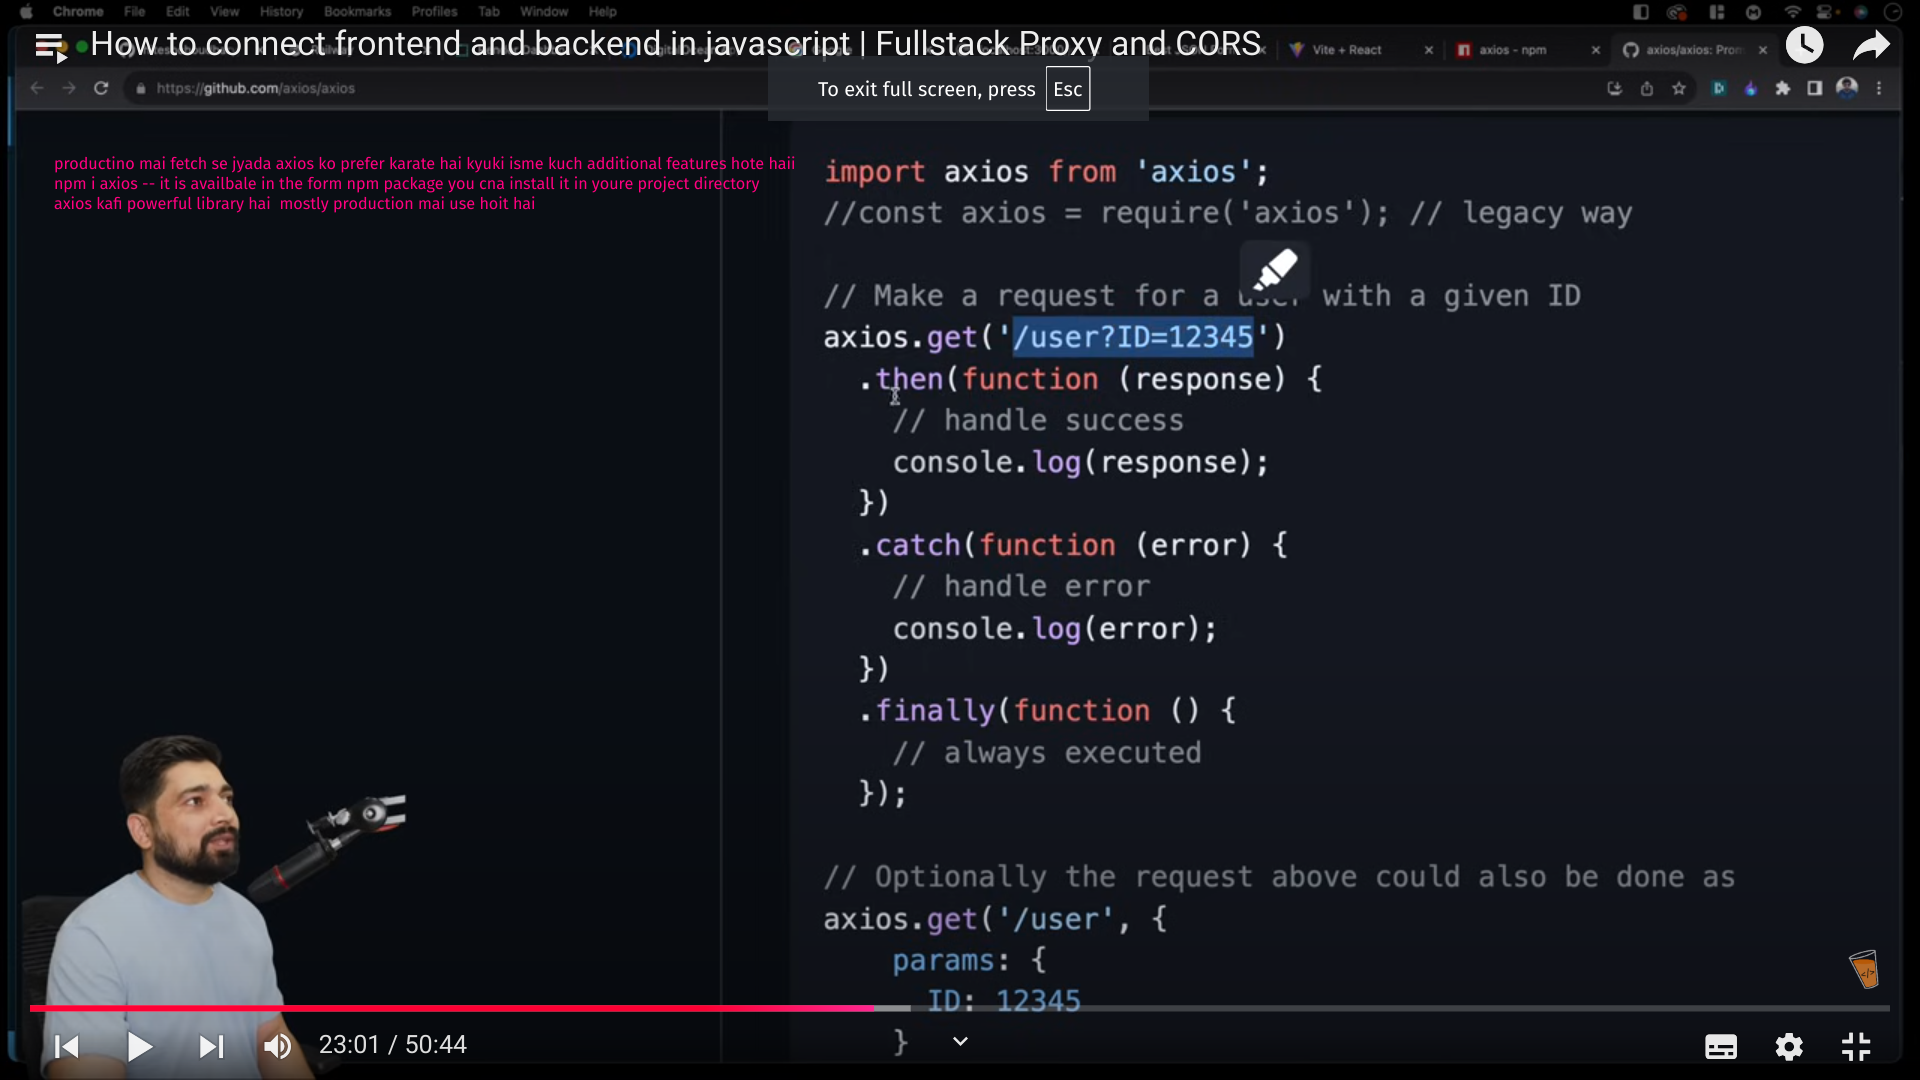 Chrome File Edit View History Bookmarks Profiles Tab Window Help
How to connect frontend and backend in javascript | Fullstack Proxy and CORS
Vite + React
axios - npm
axios/axios: Prom
https://github.com/axios/axios
To exit full screen, press Esc
productino mai fetch se jyada axios ko prefer karate hai kyuki isme kuch additional features hote haii
npm i axios -- it is availbale in the form npm package you cna install it in youre project directory
axios kafi powerful library hai mostly production mai use hoit hai
import axios from 'axios';
//const axios = require('axios'); // legacy way
// Make a request for a user with a given ID
axios.get('/user?ID=12345')
.then(function (response) {
// handle success
console.log(response);
})
.catch(function (error) {
// handle error
console.log(error);
})
.finally(function () {
// always executed
});
// Optionally the request above could also be done as
axios.get('/user', {
params: {
ID: 12345
}
</>
23:01 / 50:44